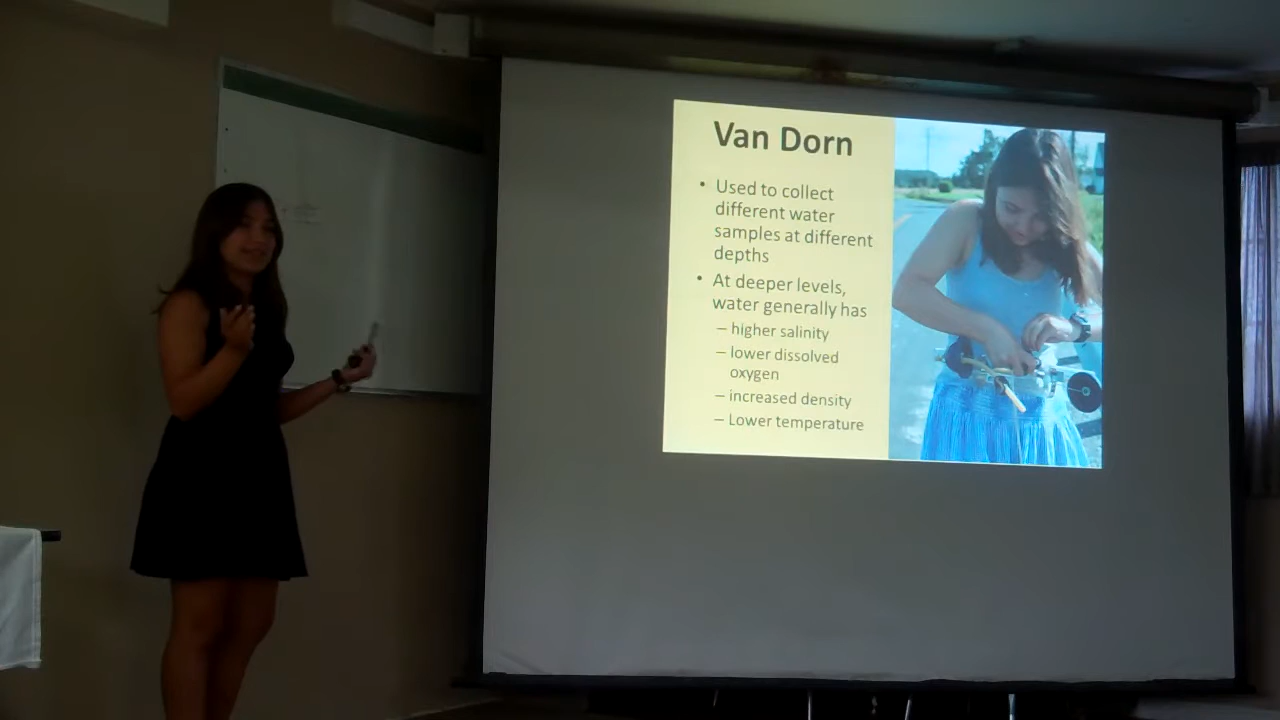 Van Dorn
• Used to collect
different water
samples at different
depths
• At deeper levels,
water generally has
– higher salinity
– lower dissolved
oxygen
– increased density
– Lower temperature